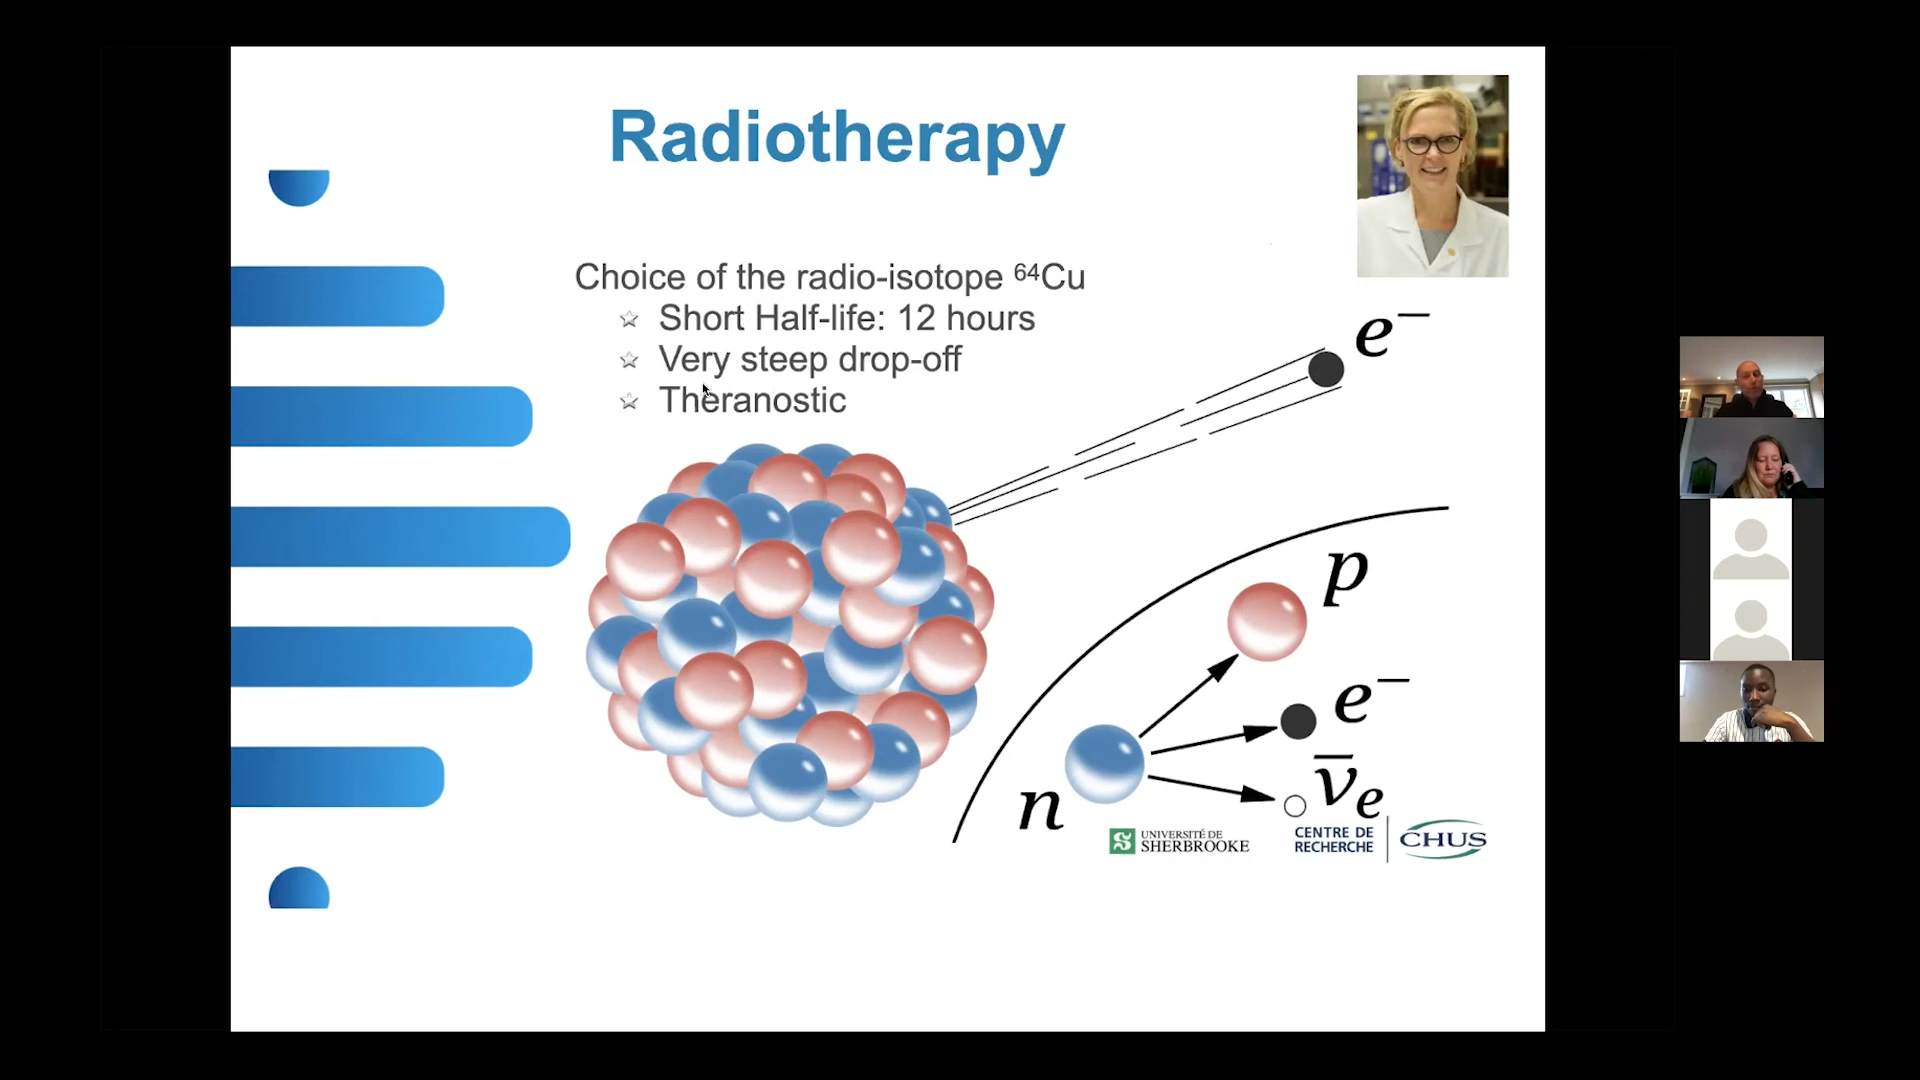 Radiotherapy
Choice of the radio-isotope ⁶⁴Cu
☆ Short Half-life: 12 hours
☆ Very steep drop-off
☆ Theranostic
e⁻
p
e⁻
ν̅ₑ
n
UNIVERSITÉ DE
SHERBROOKE
CENTRE DE
RECHERCHE
CHUS